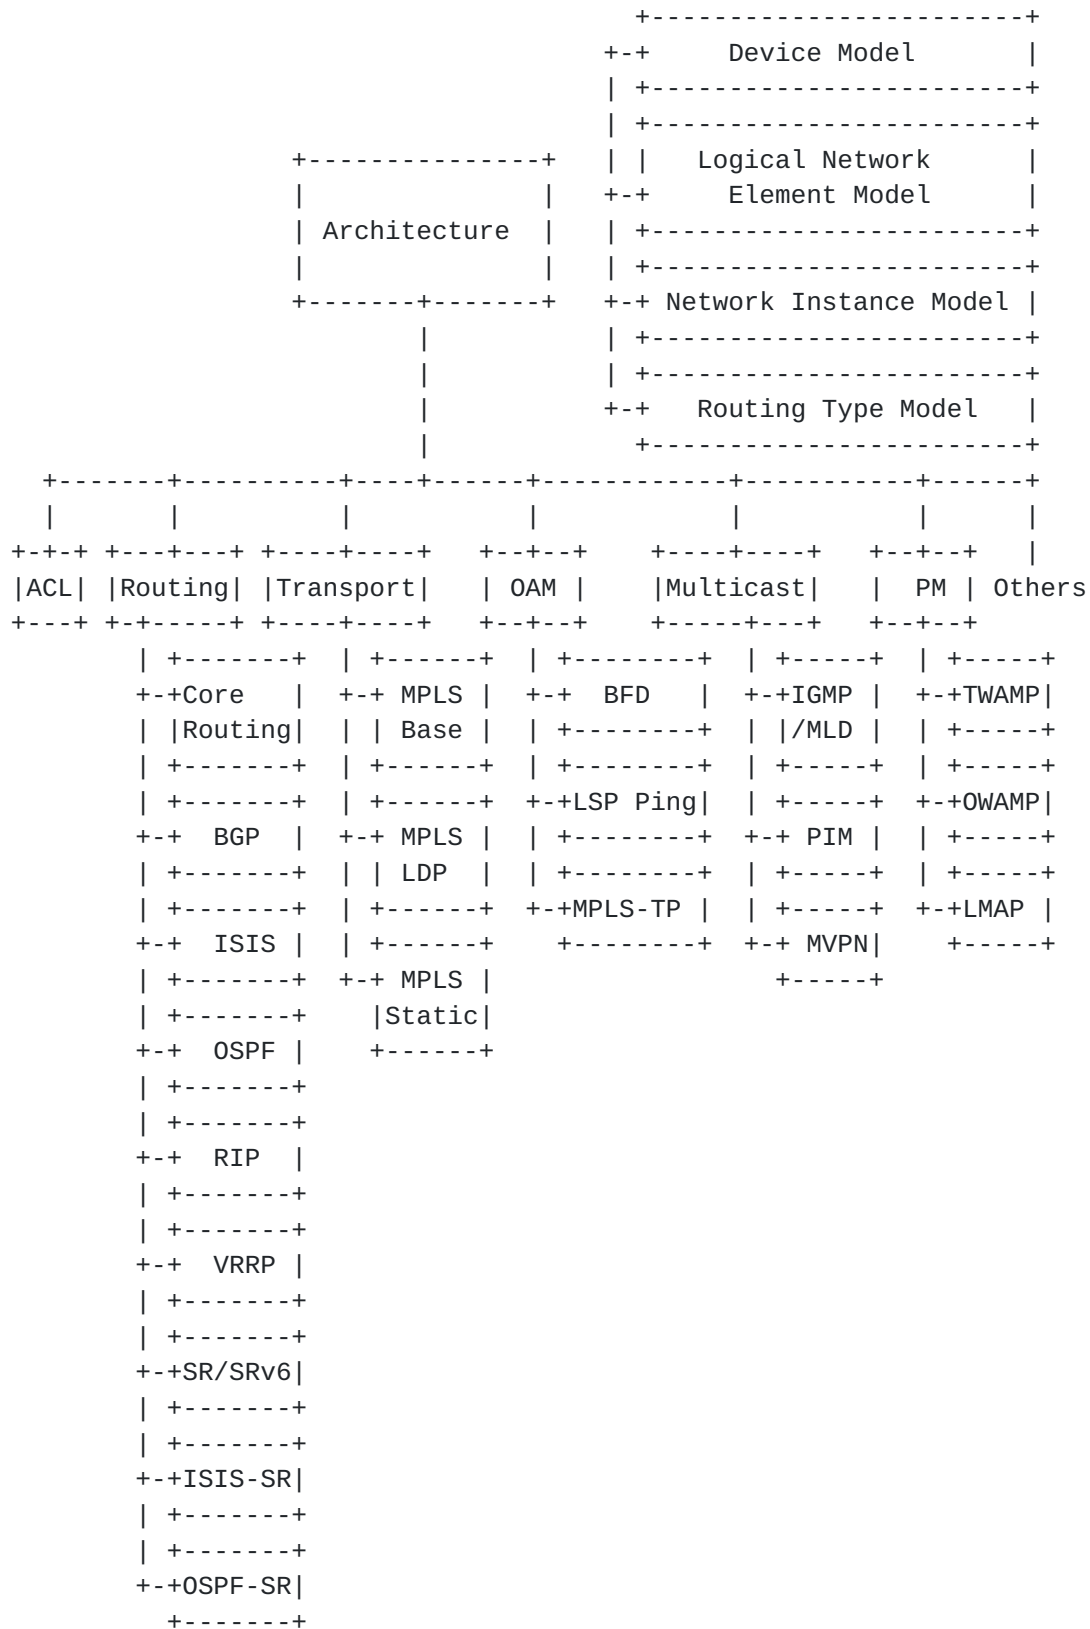 +------------------------+
                                      +-+     Device Model       |
                                      | +------------------------+
                                      | +------------------------+
                  +---------------+   | |   Logical Network      |
                  |               |   +-+     Element Model      |
                  | Architecture  |   | +------------------------+
                  |               |   | +------------------------+
                  +-------+-------+   +-+ Network Instance Model |
                          |           | +------------------------+
                          |           | +------------------------+
                          |           +-+   Routing Type Model   |
                          |             +------------------------+
  +-------+----------+----+------+------------+-----------+------+
  |       |          |           |            |           |      |
+-+-+ +---+---+ +----+----+   +--+--+    +----+----+   +--+--+   |
|ACL| |Routing| |Transport|   | OAM |    |Multicast|   |  PM | Others
+---+ +-+-----+ +----+----+   +--+--+    +-----+---+   +--+--+
        | +-------+  | +------+  | +--------+  | +-----+  | +-----+
        +-+Core   |  +-+ MPLS |  +-+  BFD   |  +-+IGMP |  +-+TWAMP|
        | |Routing|  | | Base |  | +--------+  | |/MLD |  | +-----+
        | +-------+  | +------+  | +--------+  | +-----+  | +-----+
        | +-------+  | +------+  +-+LSP Ping|  | +-----+  +-+OWAMP|
        +-+  BGP  |  +-+ MPLS |  | +--------+  +-+ PIM |  | +-----+
        | +-------+  | | LDP  |  | +--------+  | +-----+  | +-----+
        | +-------+  | +------+  +-+MPLS-TP |  | +-----+  +-+LMAP |
        +-+  ISIS |  | +------+    +--------+  +-+ MVPN|    +-----+
        | +-------+  +-+ MPLS |                  +-----+
        | +-------+    |Static|
        +-+  OSPF |    +------+
        | +-------+
        | +-------+
        +-+  RIP  |
        | +-------+
        | +-------+
        +-+  VRRP |
        | +-------+
        | +-------+
        +-+SR/SRv6|
        | +-------+
        | +-------+
        +-+ISIS-SR|
        | +-------+
        | +-------+
        +-+OSPF-SR|
          +-------+